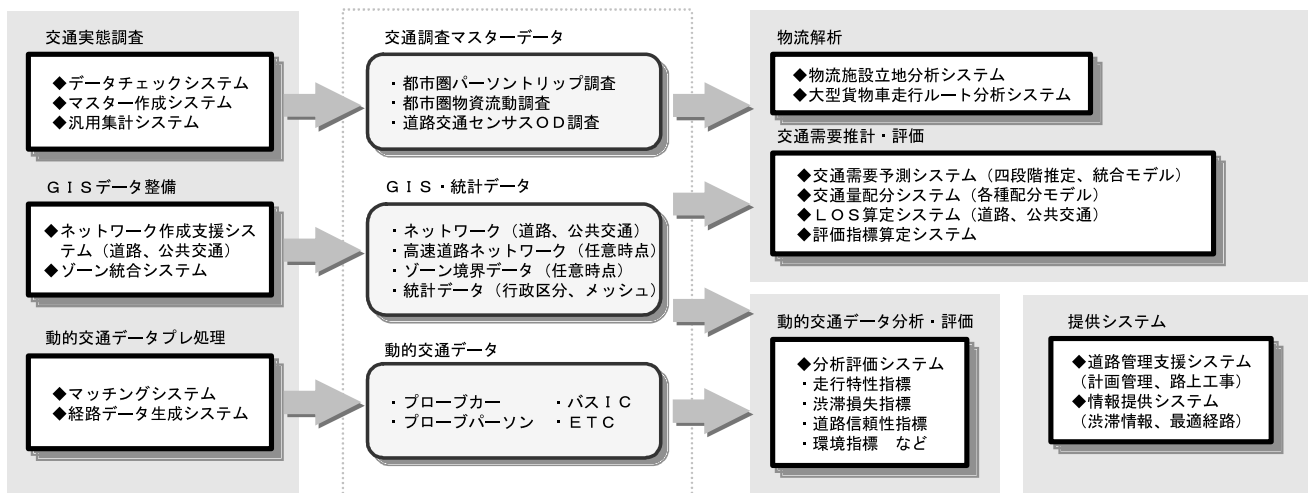 交通実態調査
◆データチェックシステム
◆マスター作成システム
◆汎用集計システム
ＧＩＳデータ整備
◆ネットワーク作成支援シス
テム（道路、公共交通）
◆ゾーン統合システム
動的交通データプレ処理
◆マッチングシステム
◆経路データ生成システム
交通調査マスターデータ
・都市圏パーソントリップ調査
・都市圏物資流動調査
・道路交通センサスＯＤ調査
ＧＩＳ・統計データ
・ネットワーク（道路、公共交通）
・高速道路ネットワーク（任意時点）
・ゾーン境界データ（任意時点）
・統計データ（行政区分、メッシュ）
動的交通データ
・プローブカー　・バスＩＣ
・プローブパーソン　・ＥＴＣ
物流解析
◆物流施設立地分析システム
◆大型貨物車走行ルート分析システム
交通需要推計・評価
◆交通需要予測システム（四段階推定、統合モデル）
◆交通量配分システム（各種配分モデル）
◆ＬＯＳ算定システム（道路、公共交通）
◆評価指標算定システム
動的交通データ分析・評価
◆分析評価システム
・走行特性指標
・渋滞損失指標
・道路信頼性指標
・環境指標　など
提供システム
◆道路管理支援システム
（計画管理、路上工事）
◆情報提供システム
（渋滞情報、最適経路）